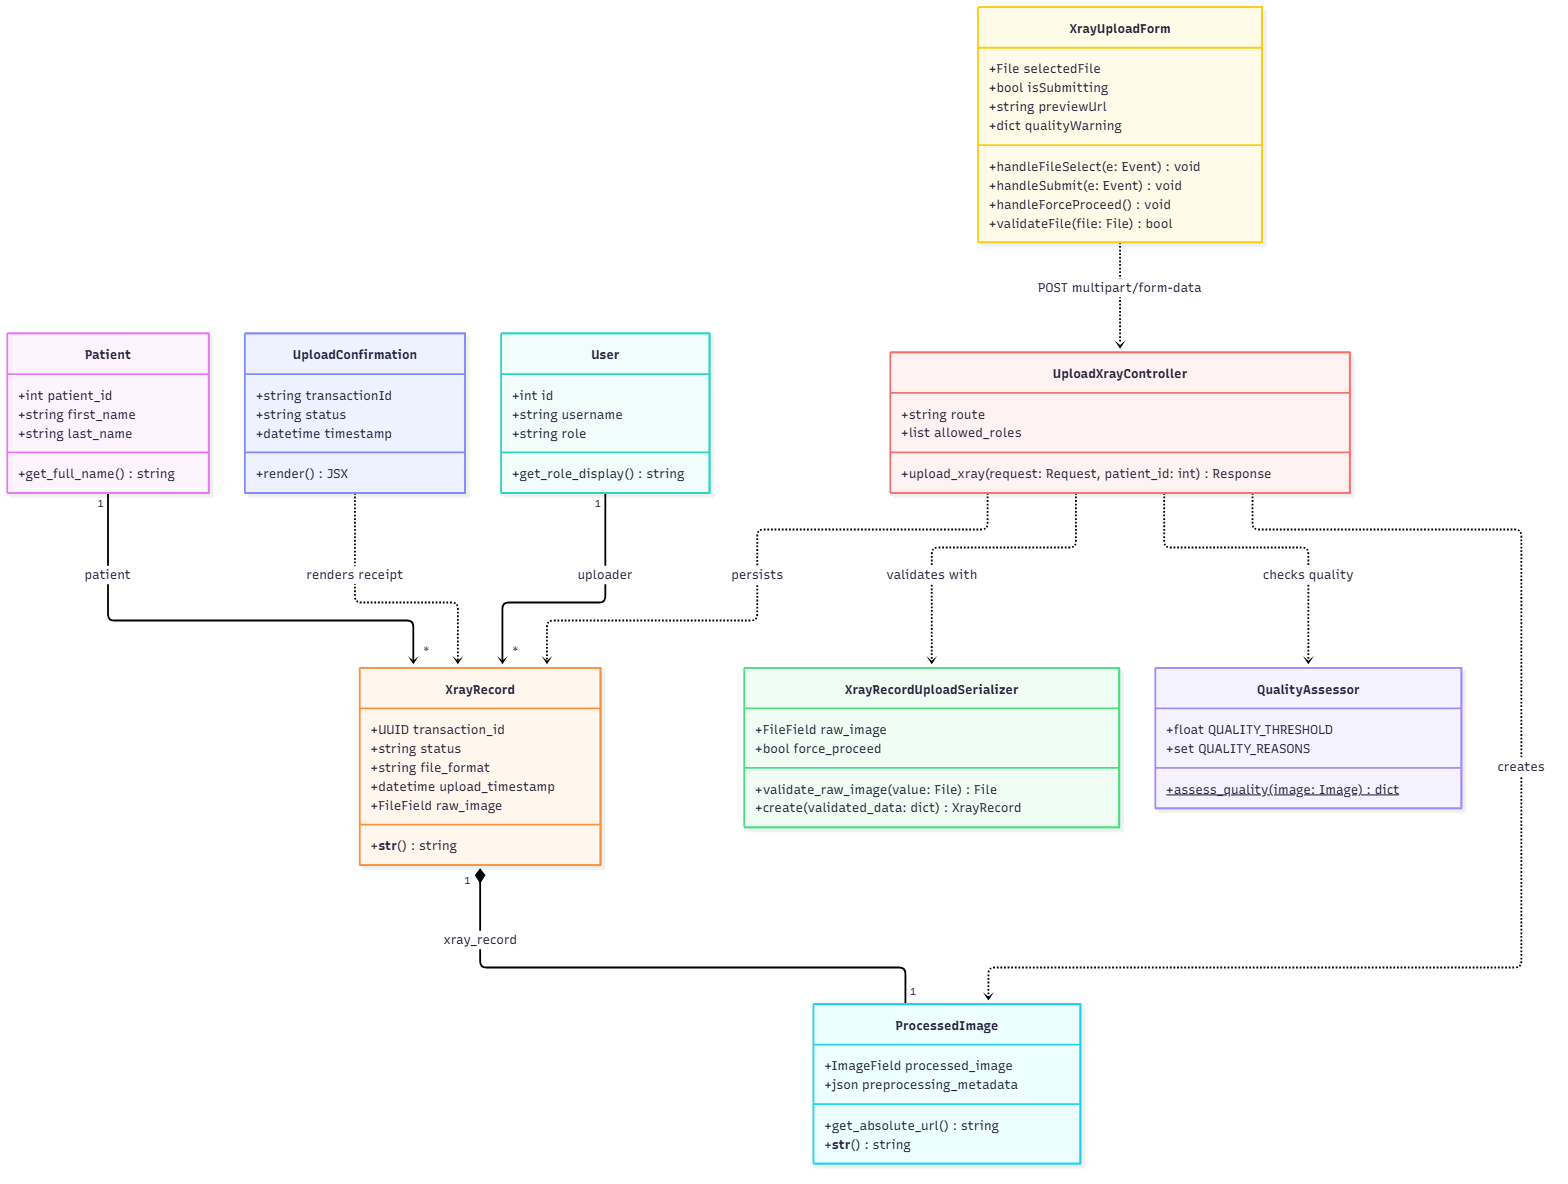 XrayUploadForm
+File selectedFile
+bool isSubmitting
+string previewUrl
+dict qualityWarning
+handleFileSelect(e: Event) : void
+handleSubmit(e: Event) : void
+handleForceProceed() : void
+validateFile(file: File) : bool
POST multipart/form-data
Patient
+int patient_id
+string first_name
+string last_name
+get_full_name() : string
UploadConfirmation
+string transactionId
+string status
+datetime timestamp
+render() : JSX
User
+int id
+string username
+string role
+get_role_display() : string
UploadXrayController
+string route
+list allowed_roles
+upload_xray(request: Request, patient_id: int) : Response
1
1
patient
renders receipt
uploader
persists
validates with
checks quality
*
*
XrayRecord
+UUID transaction_id
+string status
+string file_format
+datetime upload_timestamp
+FileField raw_image
+str() : string
XrayRecordUploadSerializer
+FileField raw_image
+bool force_proceed
+validate_raw_image(value: File) : File
+create(validated_data: dict) : XrayRecord
QualityAssessor
+float QUALITY_THRESHOLD
+set QUALITY_REASONS
+assess_quality(image: Image) : dict
creates
1
xray_record
1
ProcessedImage
+ImageField processed_image
+json preprocessing_metadata
+get_absolute_url() : string
+str() : string